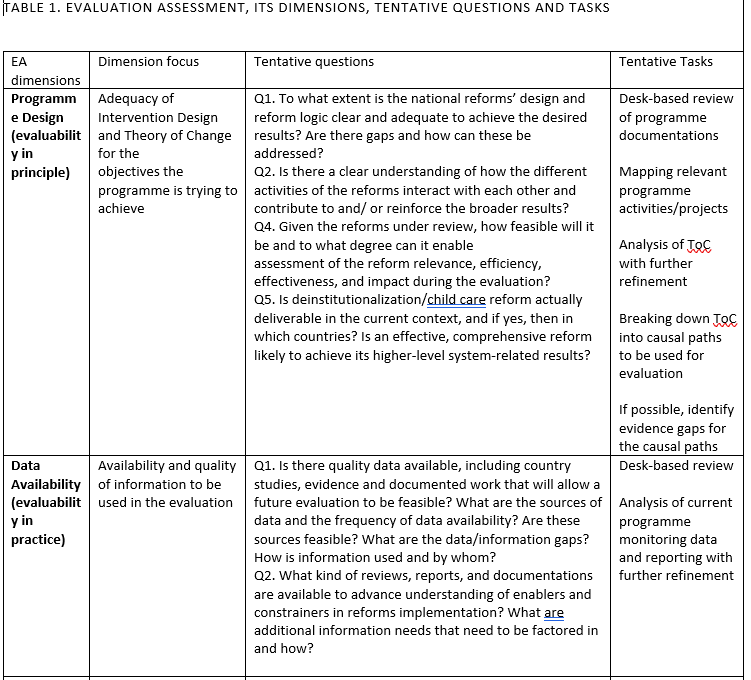 TABLE 1. EVALUATION ASSESSMENT, ITS DIMENSIONS, TENTATIVE QUESTIONS AND TASKS
EA
dimensions
Dimension focus
Tentative questions
Tentative Tasks
Programm
e Design
(evaluabilit
y in
principle)
Adequacy of
Intervention Design
and Theory of Change
for the
objectives the
programme is trying to
achieve
Q1. To what extent is the national reforms’ design and
reform logic clear and adequate to achieve the desired
results? Are there gaps and how can these be
addressed?
Q2. Is there a clear understanding of how the different
activities of the reforms interact with each other and
contribute to and/ or reinforce the broader results?
Q4. Given the reforms under review, how feasible will it
be and to what degree can it enable
assessment of the reform relevance, efficiency,
effectiveness, and impact during the evaluation?
Q5. Is deinstitutionalization/child care reform actually
deliverable in the current context, and if yes, then in
which countries? Is an effective, comprehensive reform
likely to achieve its higher-level system-related results?
Desk-based review
of programme
documentations
Mapping relevant
programme
activities/projects
Analysis of ToC
with further
refinement
Breaking down ToC
into causal paths
to be used for
evaluation
If possible, identify
evidence gaps for
the causal paths
Data
Availability
(evaluabilit
y in
practice)
Availability and quality
of information to be
used in the evaluation
Q1. Is there quality data available, including country
studies, evidence and documented work that will allow a
future evaluation to be feasible? What are the sources of
data and the frequency of data availability? Are these
sources feasible? What are the data/information gaps?
How is information used and by whom?
Q2. What kind of reviews, reports, and documentations
are available to advance understanding of enablers and
constrainers in reforms implementation? What are
additional information needs that need to be factored in
and how?
Desk-based review
Analysis of current
programme
monitoring data
and reporting with
further refinement